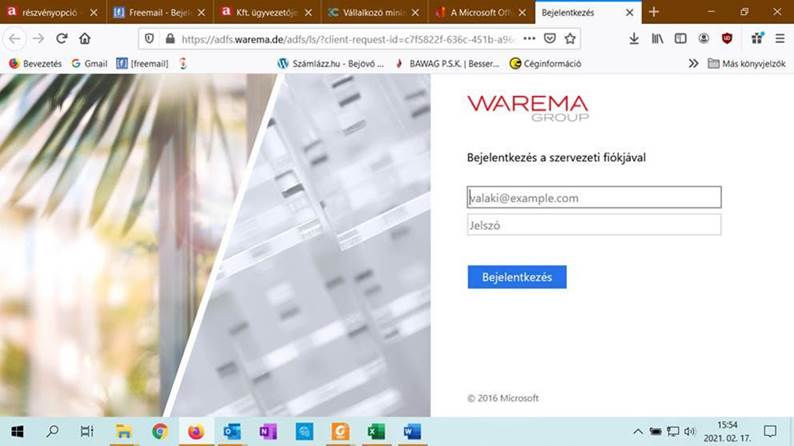 részvényopció
Freemail - Bejel
Kft. ügyvezetője
Vállalkozó mini
A Microsoft Offi
Bejelentkezés
https://adfs.warema.de/adfs/ls/?client-request-id=c7f5822f-636c-451b-a96
Bevezetés
Gmail
[freemail]
Számlázz.hu - Bejövő ...
BAWAG P.S.K. | Besser...
Céginformáció
Más könyvjelzők
WAREMA
GROUP
Bejelentkezés a szervezeti fiókjával
valaki@example.com
Jelszó
Bejelentkezés
© 2016 Microsoft
15:54
2021. 02. 17.